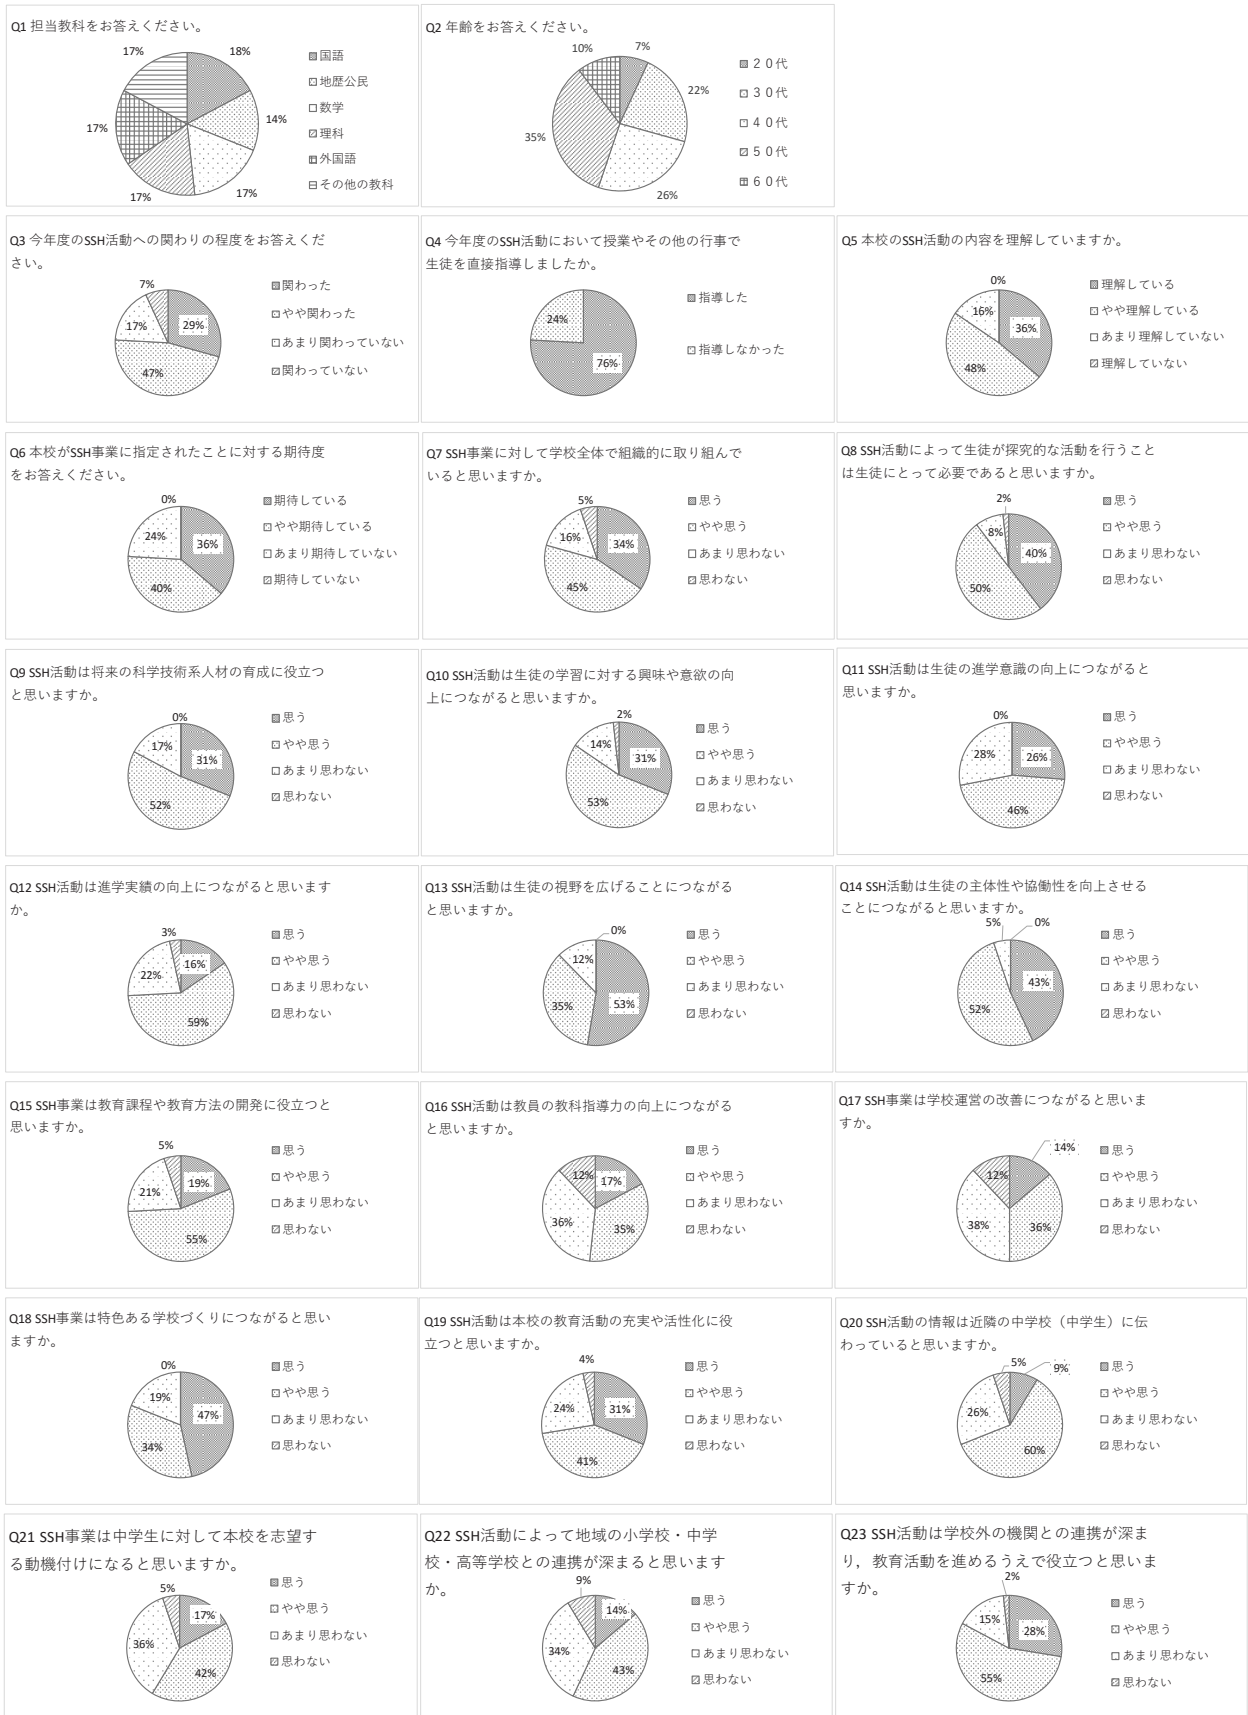 Q1 担当教科をお答えください。
17%
18%
14%
17%
17%
17%
国語
地歴公民
数学
理科
外国語
その他の教科
Q2 年齢をお答えください。
10%
7%
22%
35%
26%
２０代
３０代
４０代
５０代
６０代
Q3 今年度のSSH活動への関わりの程度をお答えくだ
さい。
7%
17%
29%
47%
関わった
やや関わった
あまり関わっていない
関わっていない
Q4 今年度のSSH活動において授業やその他の行事で
生徒を直接指導しましたか。
24%
76%
指導した
指導しなかった
Q5 本校のSSH活動の内容を理解していますか。
0%
16%
36%
48%
理解している
やや理解している
あまり理解していない
理解していない
Q6 本校がSSH事業に指定されたことに対する期待度
をお答えください。
0%
24%
36%
40%
期待している
やや期待している
あまり期待していない
期待していない
Q7 SSH事業に対して学校全体で組織的に取り組んで
いると思いますか。
5%
16%
34%
45%
思う
やや思う
あまり思わない
思わない
Q8 SSH活動によって生徒が探究的な活動を行うこと
は生徒にとって必要であると思いますか。
2%
8%
40%
50%
思う
やや思う
あまり思わない
思わない
Q9 SSH活動は将来の科学技術系人材の育成に役立つ
と思いますか。
0%
17%
31%
52%
思う
やや思う
あまり思わない
思わない
Q10 SSH活動は生徒の学習に対する興味や意欲の向
上につながると思いますか。
2%
14%
31%
53%
思う
やや思う
あまり思わない
思わない
Q11 SSH活動は生徒の進学意識の向上につながると
思いますか。
0%
28%
26%
46%
思う
やや思う
あまり思わない
思わない
Q12 SSH活動は進学実績の向上につながると思います
か。
3%
22%
16%
59%
思う
やや思う
あまり思わない
思わない
Q13 SSH活動は生徒の視野を広げることにつながる
と思いますか。
0%
12%
35%
53%
思う
やや思う
あまり思わない
思わない
Q14 SSH活動は生徒の主体性や協働性を向上させる
ことにつながると思いますか。
5%
0%
43%
52%
思う
やや思う
あまり思わない
思わない
Q15 SSH事業は教育課程や教育方法の開発に役立つと
思いますか。
5%
21%
19%
55%
思う
やや思う
あまり思わない
思わない
Q16 SSH活動は教員の教科指導力の向上につながる
と思いますか。
12%
17%
36%
35%
思う
やや思う
あまり思わない
思わない
Q17 SSH事業は学校運営の改善につながると思いま
すか。
14%
12%
38%
36%
思う
やや思う
あまり思わない
思わない
Q18 SSH事業は特色ある学校づくりにつながると思い
ますか。
0%
19%
47%
34%
思う
やや思う
あまり思わない
思わない
Q19 SSH活動は本校の教育活動の充実や活性化に役
立つと思いますか。
4%
24%
31%
41%
思う
やや思う
あまり思わない
思わない
Q20 SSH活動の情報は近隣の中学校（中学生）に伝
わっていると思いますか。
5%
9%
26%
60%
思う
やや思う
あまり思わない
思わない
Q21 SSH事業は中学生に対して本校を志望す
る動機付けになると思いますか。
5%
17%
36%
42%
思う
やや思う
あまり思わない
思わない
Q22 SSH活動によって地域の小学校・中学
校・高等学校との連携が深まると思います
か。
9%
14%
34%
43%
思う
やや思う
あまり思わない
思わない
Q23 SSH活動は学校外の機関との連携が深ま
り，教育活動を進めるうえで役立つと思いま
すか。
2%
15%
28%
55%
思う
やや思う
あまり思わない
思わない